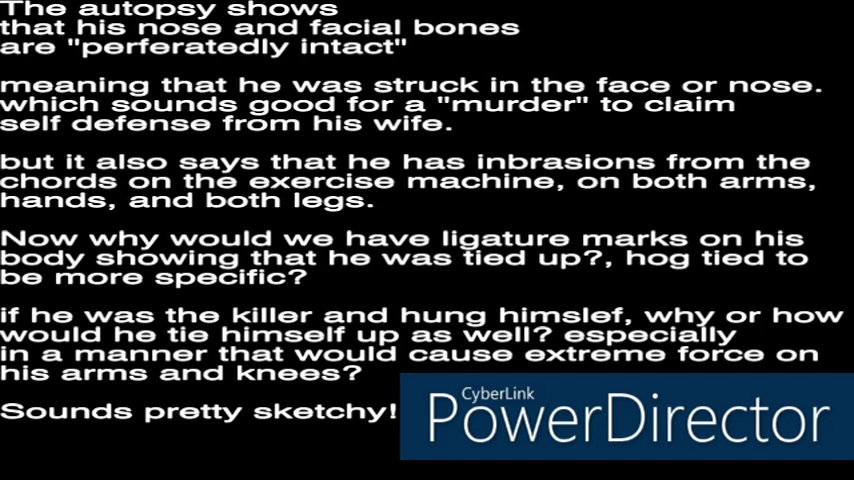 The autopsy shows
that his nose and facial bones
are "perferatedly intact"
meaning that he was struck in the face or nose.
which sounds good for a "murder" to claim
self defense from his wife.
but it also says that he has inbrasions from the
chords on the exercise machine, on both arms,
hands, and both legs.
Now why would we have ligature marks on his
body showing that he was tied up?, hog tied to
be more specific?
if he was the killer and hung himslef, why or how
would he tie himself up as well? especially
in a manner that would cause extreme force on
his arms and knees?
Sounds pretty sketchy!
CyberLink
PowerDirector